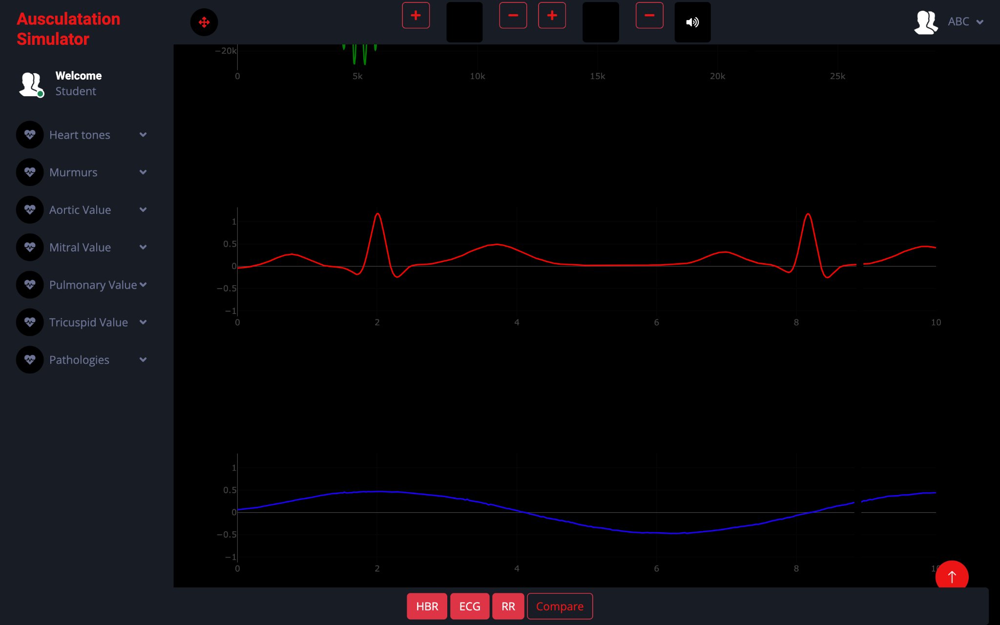 Ausculatation
Simulator
ABC
Welcome
Student
Heart tones
Murmurs
Aortic Value
Mitral Value
Pulmonary Value
Tricuspid Value
Pathologies
−20k
0 5k 10k 15k 20k 25k
1
0.5
0
−0.5
−1
0 2 4 6 8 10
1
0.5
0
−0.5
−1
0 2 4 6 8
HBR ECG RR Compare